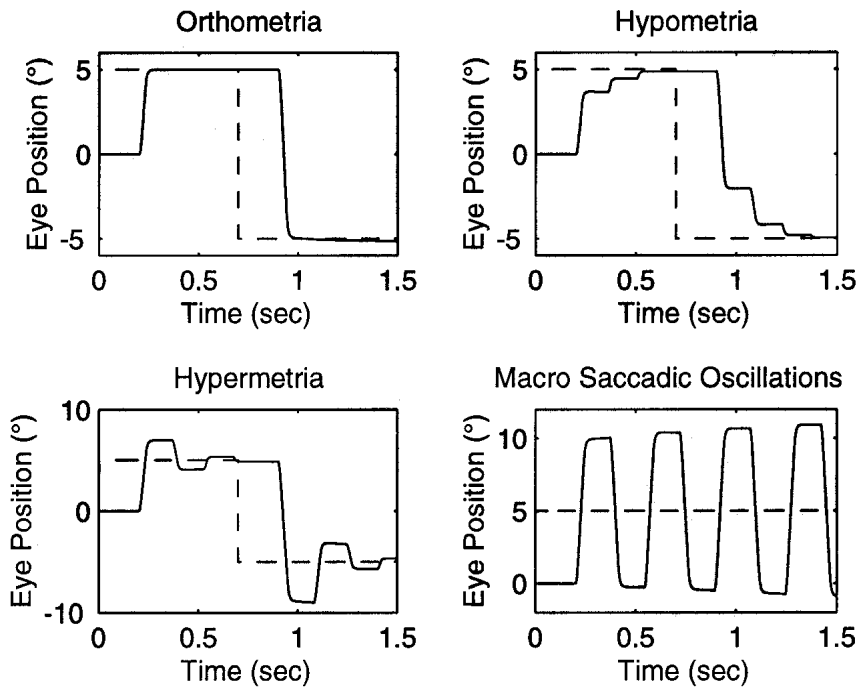 Orthometria
Eye Position (°)
5
0
-5
0
0.5
1
1.5
Time (sec)
Hypometria
Eye Position (°)
5
0
-5
0
0.5
1
1.5
Time (sec)
Hypermetria
Eye Position (°)
10
0
-10
0
0.5
1
1.5
Time (sec)
Macro Saccadic Oscillations
Eye Position (°)
10
5
0
0
0.5
1
1.5
Time (sec)